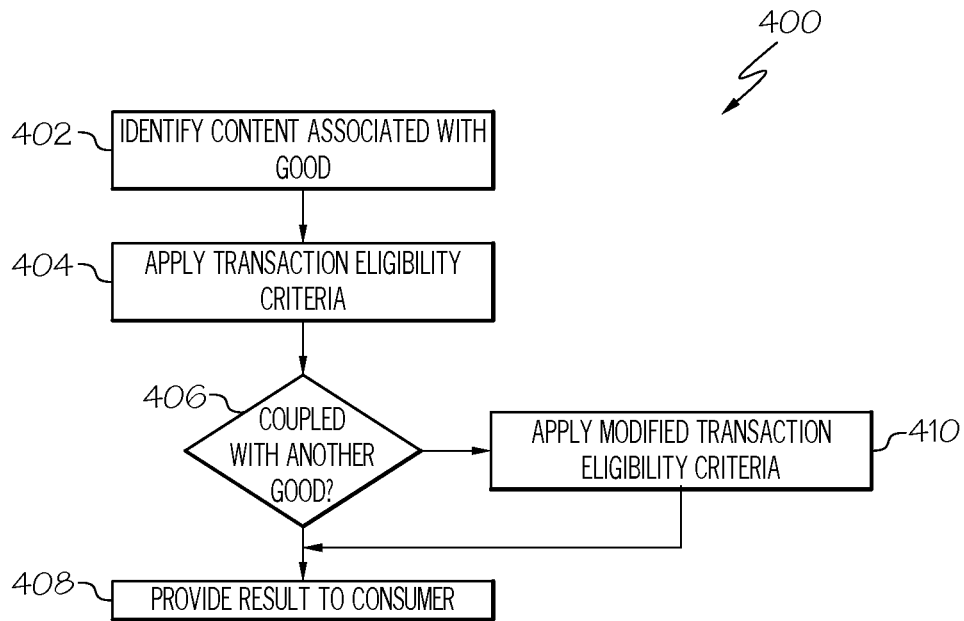 400
402
IDENTIFY CONTENT ASSOCIATED WITH
GOOD
404
APPLY TRANSACTION ELIGIBILITY
CRITERIA
406
COUPLED
WITH ANOTHER
GOOD?
APPLY MODIFIED TRANSACTION
ELIGIBILITY CRITERIA
410
408
PROVIDE RESULT TO CONSUMER